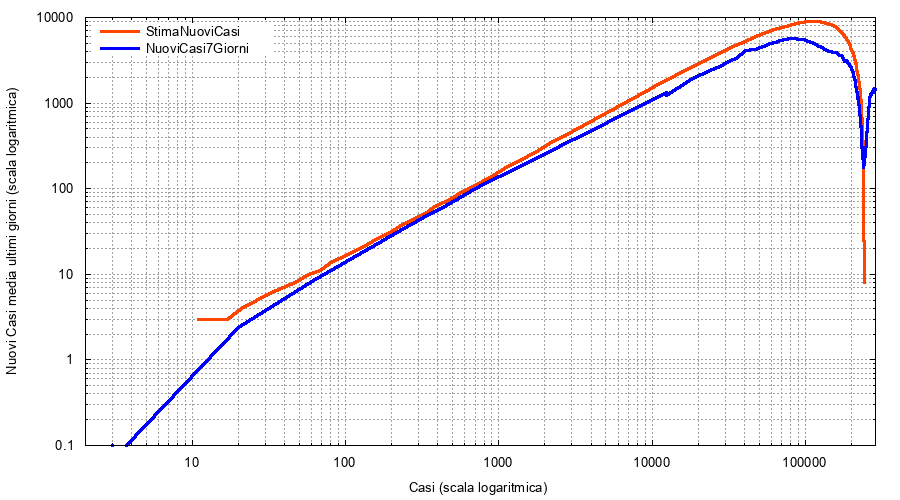 10000
1000
100
10
1
0.1
StimaNuoviCasi
NuoviCasi7Giorni
Nuovi Casi media ultimi giorni (scala logaritmica)
10
100
1000
10000
100000
Casi (scala logaritmica)